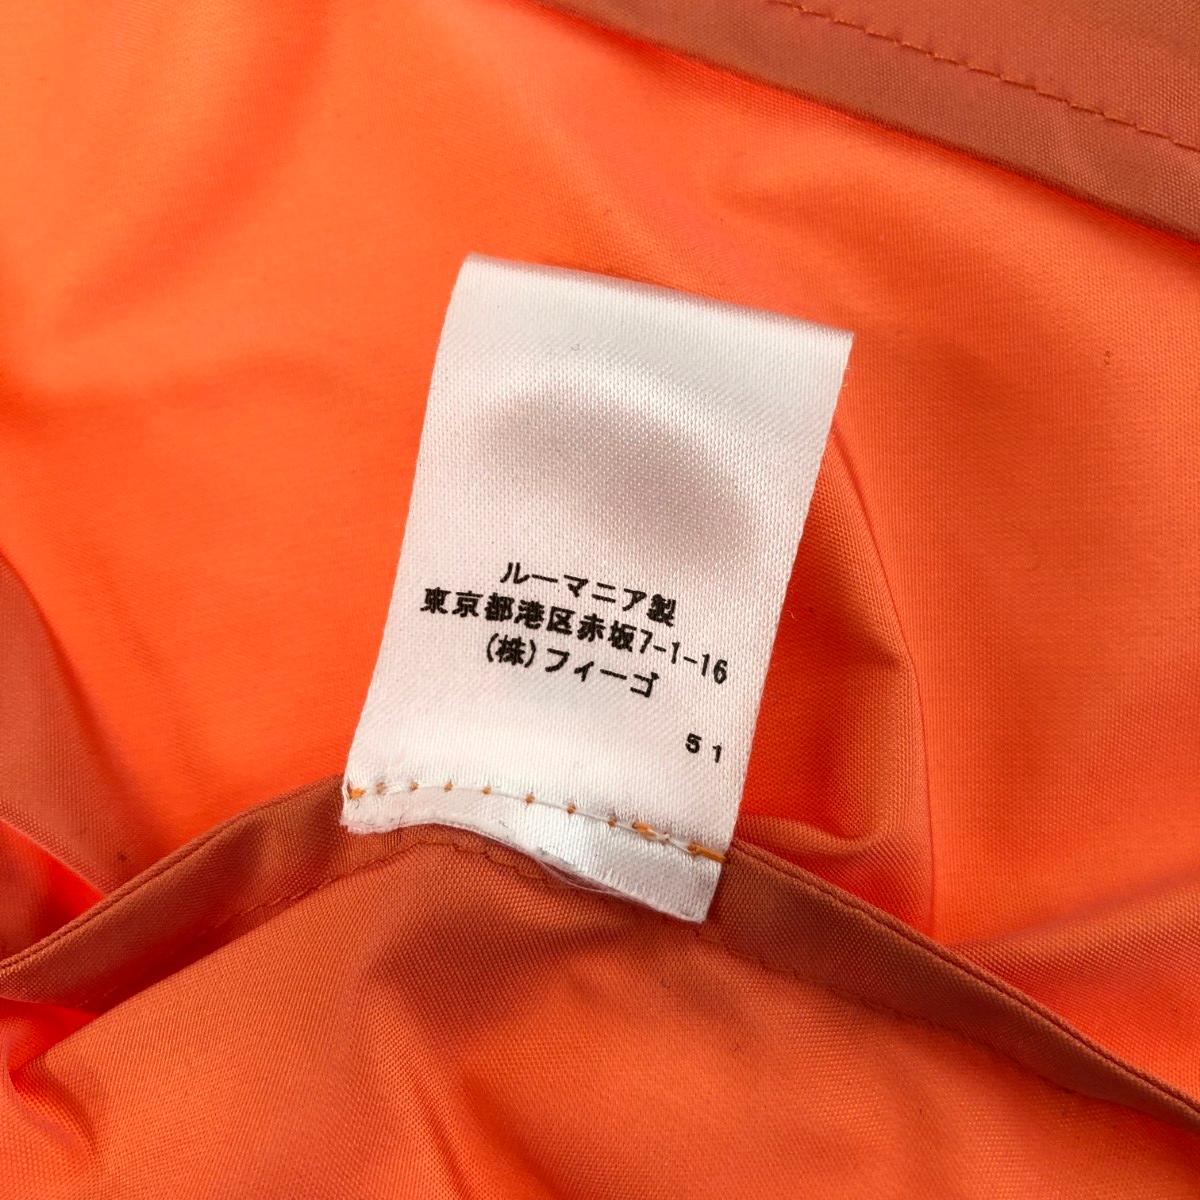 ルーマニア製
東京都港区赤坂7-1-16
(株)フィーゴ
51